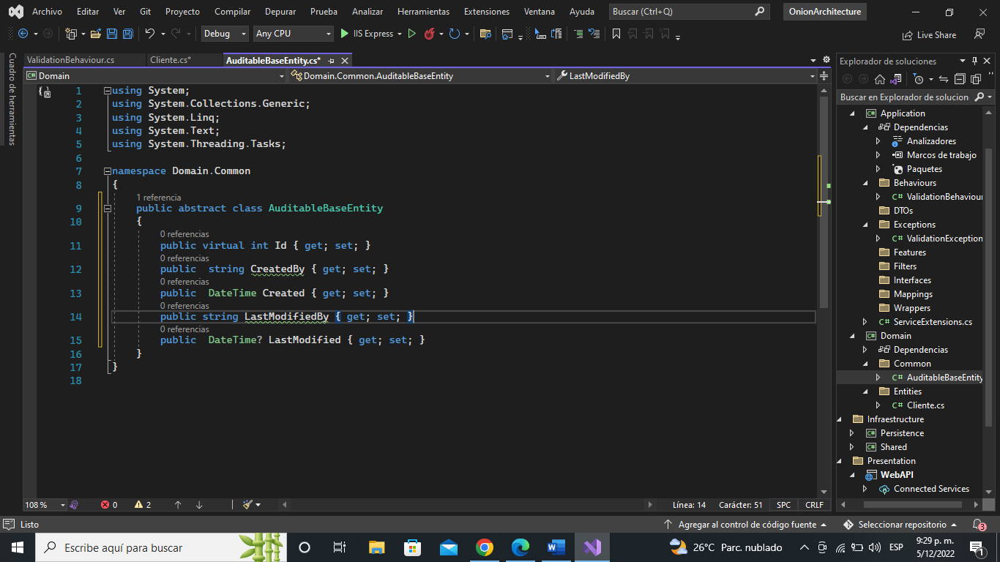 Archivo Editar Ver Git Proyecto Compilar Depurar Prueba Analizar Herramientas Extensiones Ventana Ayuda Buscar (Ctrl+Q) OnionArchitecture
Debug Any CPU IIS Express Live Share
Cuadro de herramientas
ValidationBehaviour.cs Cliente.cs* AuditableBaseEntity.cs*
Domain Domain.Common.AuditableBaseEntity LastModifiedBy
1 using System;
2 using System.Collections.Generic;
3 using System.Linq;
4 using System.Text;
5 using System.Threading.Tasks;
6
7 namespace Domain.Common
8 {
1 referencia
9 public abstract class AuditableBaseEntity
10 {
0 referencias
11 public virtual int Id { get; set; }
0 referencias
12 public  string CreatedBy { get; set; }
0 referencias
13 public  DateTime Created { get; set; }
0 referencias
14 public string LastModifiedBy { get; set; }
0 referencias
15 public  DateTime? LastModified { get; set; }
16 }
17 }
18
108 % 0 2 Línea: 14 Carácter: 51 SPC CRLF
Explorador de soluciones
Buscar en Explorador de solucion
C# Application
Dependencias
Analizadores
Marcos de trabajo
Paquetes
Behaviours
C# ValidationBehaviour
DTOs
Exceptions
C# ValidationException
Features
Filters
Interfaces
Mappings
Wrappers
C# ServiceExtensions.cs
C# Domain
Dependencias
Common
C# AuditableBaseEntity
Entities
C# Cliente.cs
Infraestructure
C# Persistence
C# Shared
Presentation
WebAPI
Connected Services
Listo Agregar al control de código fuente Seleccionar repositorio 3
Escribe aquí para buscar 26°C Parc. nublado ESP 9:29 p. m.
5/12/2022 1